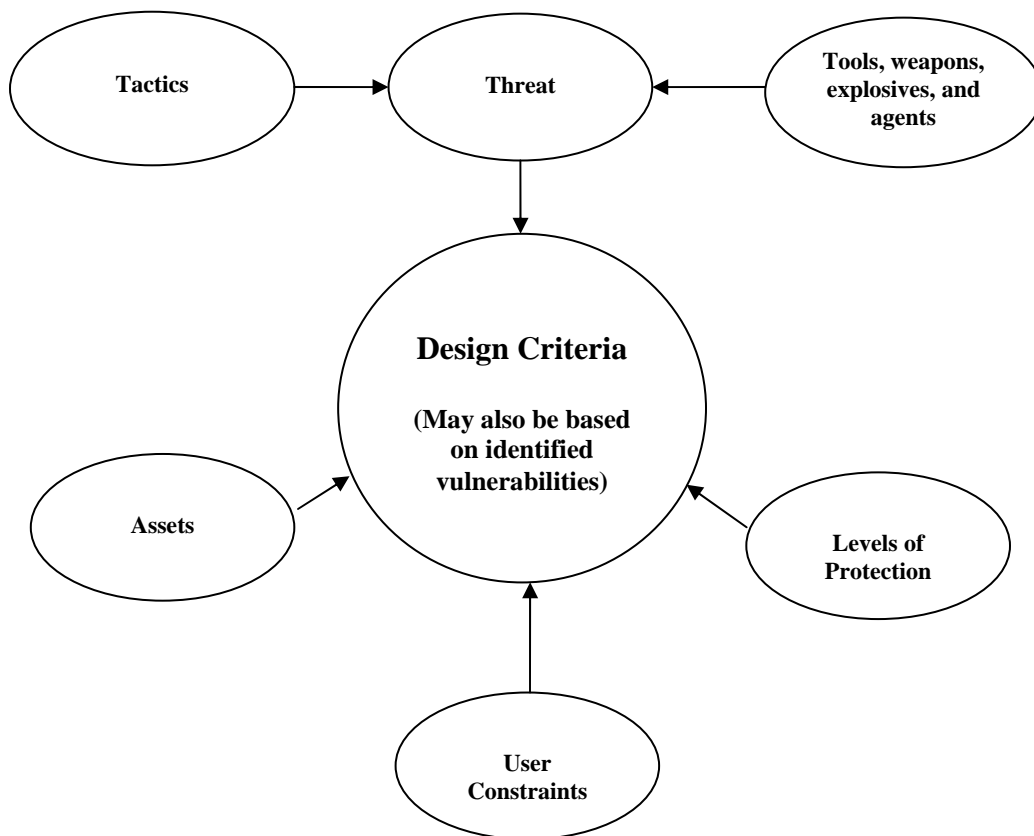 Tactics
Threat
Tools, weapons,
explosives, and
agents
Design Criteria
(May also be based
on identified
vulnerabilities)
Assets
Levels of
Protection
User
Constraints